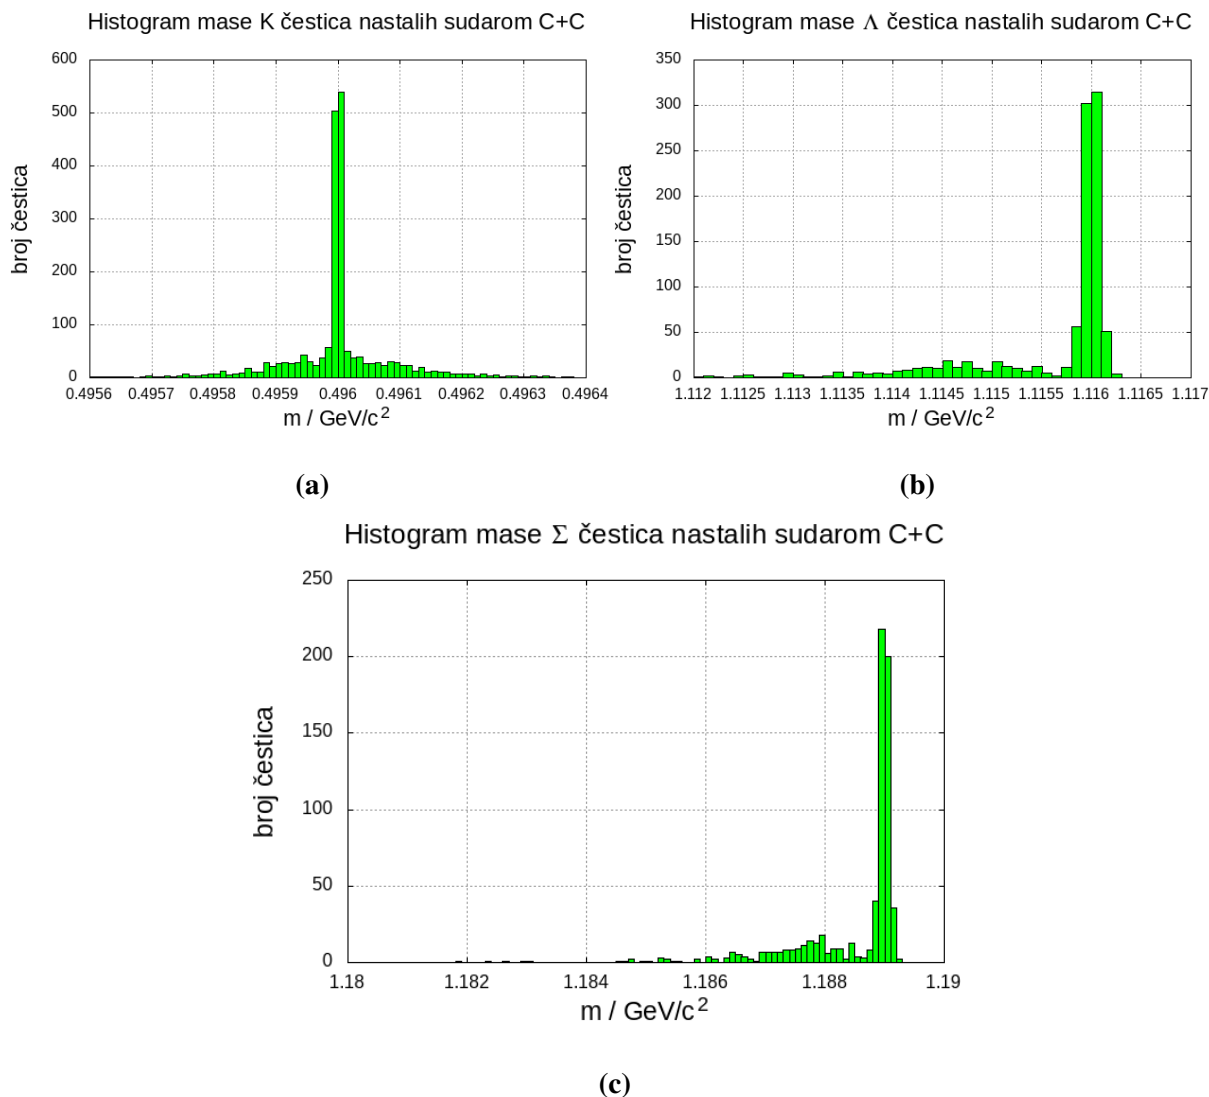 Histogram mase K čestica nastalih sudarom C+C
600
500
400
300
200
100
0
broj čestica
0.4956 0.4957 0.4958 0.4959 0.496 0.4961 0.4962 0.4963 0.4964
m / GeV/c²
(a)
Histogram mase Λ čestica nastalih sudarom C+C
350
300
250
200
150
100
50
0
broj čestica
1.112 1.1125 1.113 1.1135 1.114 1.1145 1.115 1.1155 1.116 1.1165 1.117
m / GeV/c²
(b)
Histogram mase Σ čestica nastalih sudarom C+C
250
200
150
100
50
0
broj čestica
1.18 1.182 1.184 1.186 1.188 1.19
m / GeV/c²
(c)